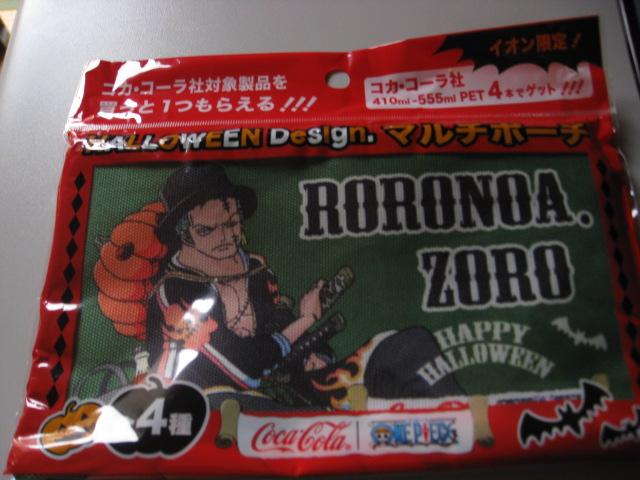 イオン限定!
コカ・コーラ社対象製品を
買うと1つもらえる!!!
コカ・コーラ社
410ml-555ml PET 4本でゲット!!!
HALLOWEEN Design. マルチポーチ
RORONOA.
ZORO
HAPPY
HALLOWEEN
4種
Coca-Cola ONE PIECE